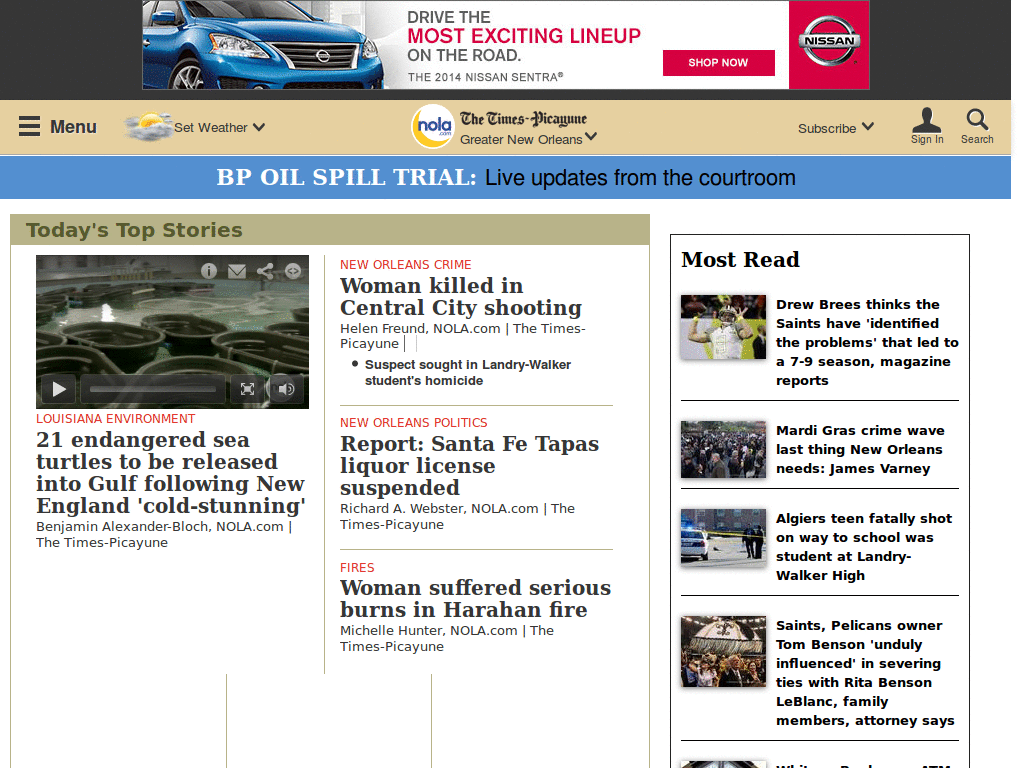 DRIVE THE
MOST EXCITING LINEUP
ON THE ROAD.
THE 2014 NISSAN SENTRA®
SHOP NOW
NISSAN
Menu
Set Weather
nola
.com
The Times-Picayune
Greater New Orleans
Subscribe
Sign In
Search
BP OIL SPILL TRIAL: Live updates from the courtroom
Today's Top Stories
LOUISIANA ENVIRONMENT
21 endangered sea
turtles to be released
into Gulf following New
England 'cold-stunning'
Benjamin Alexander-Bloch, NOLA.com |
The Times-Picayune
NEW ORLEANS CRIME
Woman killed in
Central City shooting
Helen Freund, NOLA.com | The Times-
Picayune |
• Suspect sought in Landry-Walker
student's homicide
NEW ORLEANS POLITICS
Report: Santa Fe Tapas
liquor license
suspended
Richard A. Webster, NOLA.com | The
Times-Picayune
FIRES
Woman suffered serious
burns in Harahan fire
Michelle Hunter, NOLA.com | The
Times-Picayune
Most Read
Drew Brees thinks the
Saints have 'identified
the problems' that led to
a 7-9 season, magazine
reports
Mardi Gras crime wave
last thing New Orleans
needs: James Varney
Algiers teen fatally shot
on way to school was
student at Landry-
Walker High
Saints, Pelicans owner
Tom Benson 'unduly
influenced' in severing
ties with Rita Benson
LeBlanc, family
members, attorney says